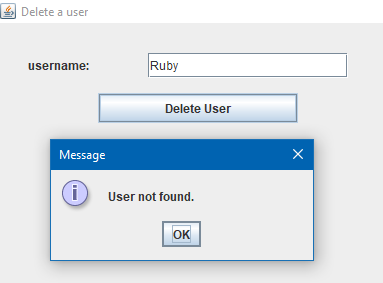 Delete a user
username:
Ruby
Delete User
Message
User not found.
OK